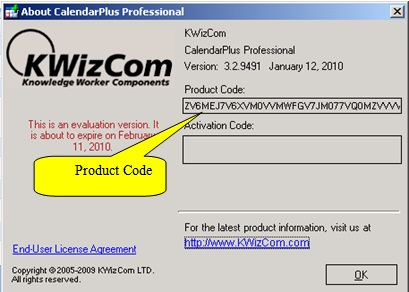 About CalendarPlus Professional
KWizCom
Knowledge Worker Components
KWizCom
CalendarPlus Professional
Version: 3.2.9491 January 12, 2010
Product Code:
ZV6MEJ7V6XVM0VVMWFGV7JM077VQ0MZVVVV
Activation Code:
This is an evaluation version. It
is about to expire on February
11, 2010.
Product Code
For the latest product information, visit us at
http://www.KWizCom.com
End-User License Agreement
Copyright ©2005-2009 KWizCom LTD.
All rights reserved.
OK